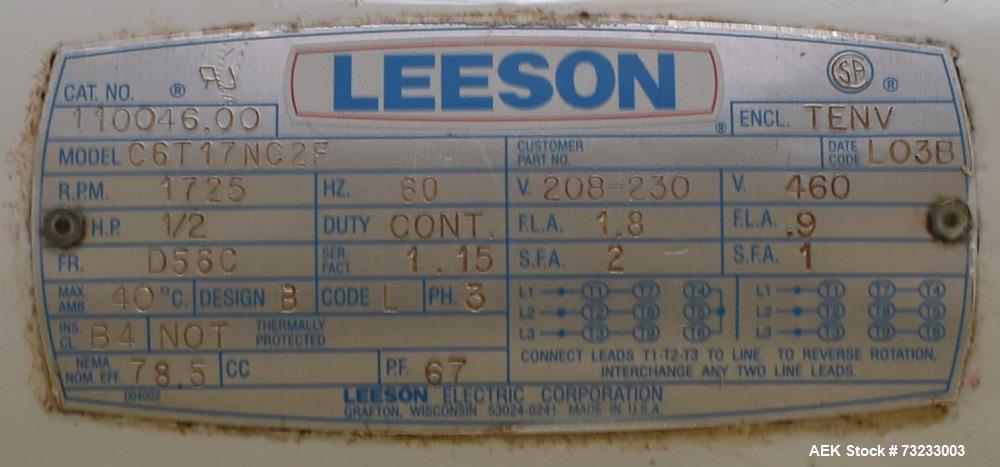 LEESON
CAT. NO. ®
110046.00
SA ®
®
ENCL. TENV
MODEL C6T17NC2F
CUSTOMER PART NO.
DATE CODE L03B
R.P.M. 1725 HZ. 60 V. 208-230 V. 460
H.P. 1/2 DUTY CONT. F.L.A. 1.8 F.L.A. .9
FR. D56C SER. FACT 1.15 S.F.A. 2 S.F.A. 1
MAX. AMB. 40 °C. DESIGN B CODE L PH. 3
INS. CL. B4 NOT THERMALLY PROTECTED
NEMA NOM. EFF. 78.5 CC P.F. 67
L1 T1 T7 T4 L1 T1 T7 T4
L2 T2 T8 T5 L2 T2 T8 T5
L3 T3 T9 T6 L3 T3 T9 T6
CONNECT LEADS T1-T2-T3 TO LINE. TO REVERSE ROTATION,
INTERCHANGE ANY TWO LINE LEADS.
004002
LEESON ELECTRIC CORPORATION
GRAFTON, WISCONSIN 53024-0241 MADE IN U.S.A.
AEK Stock # 73233003